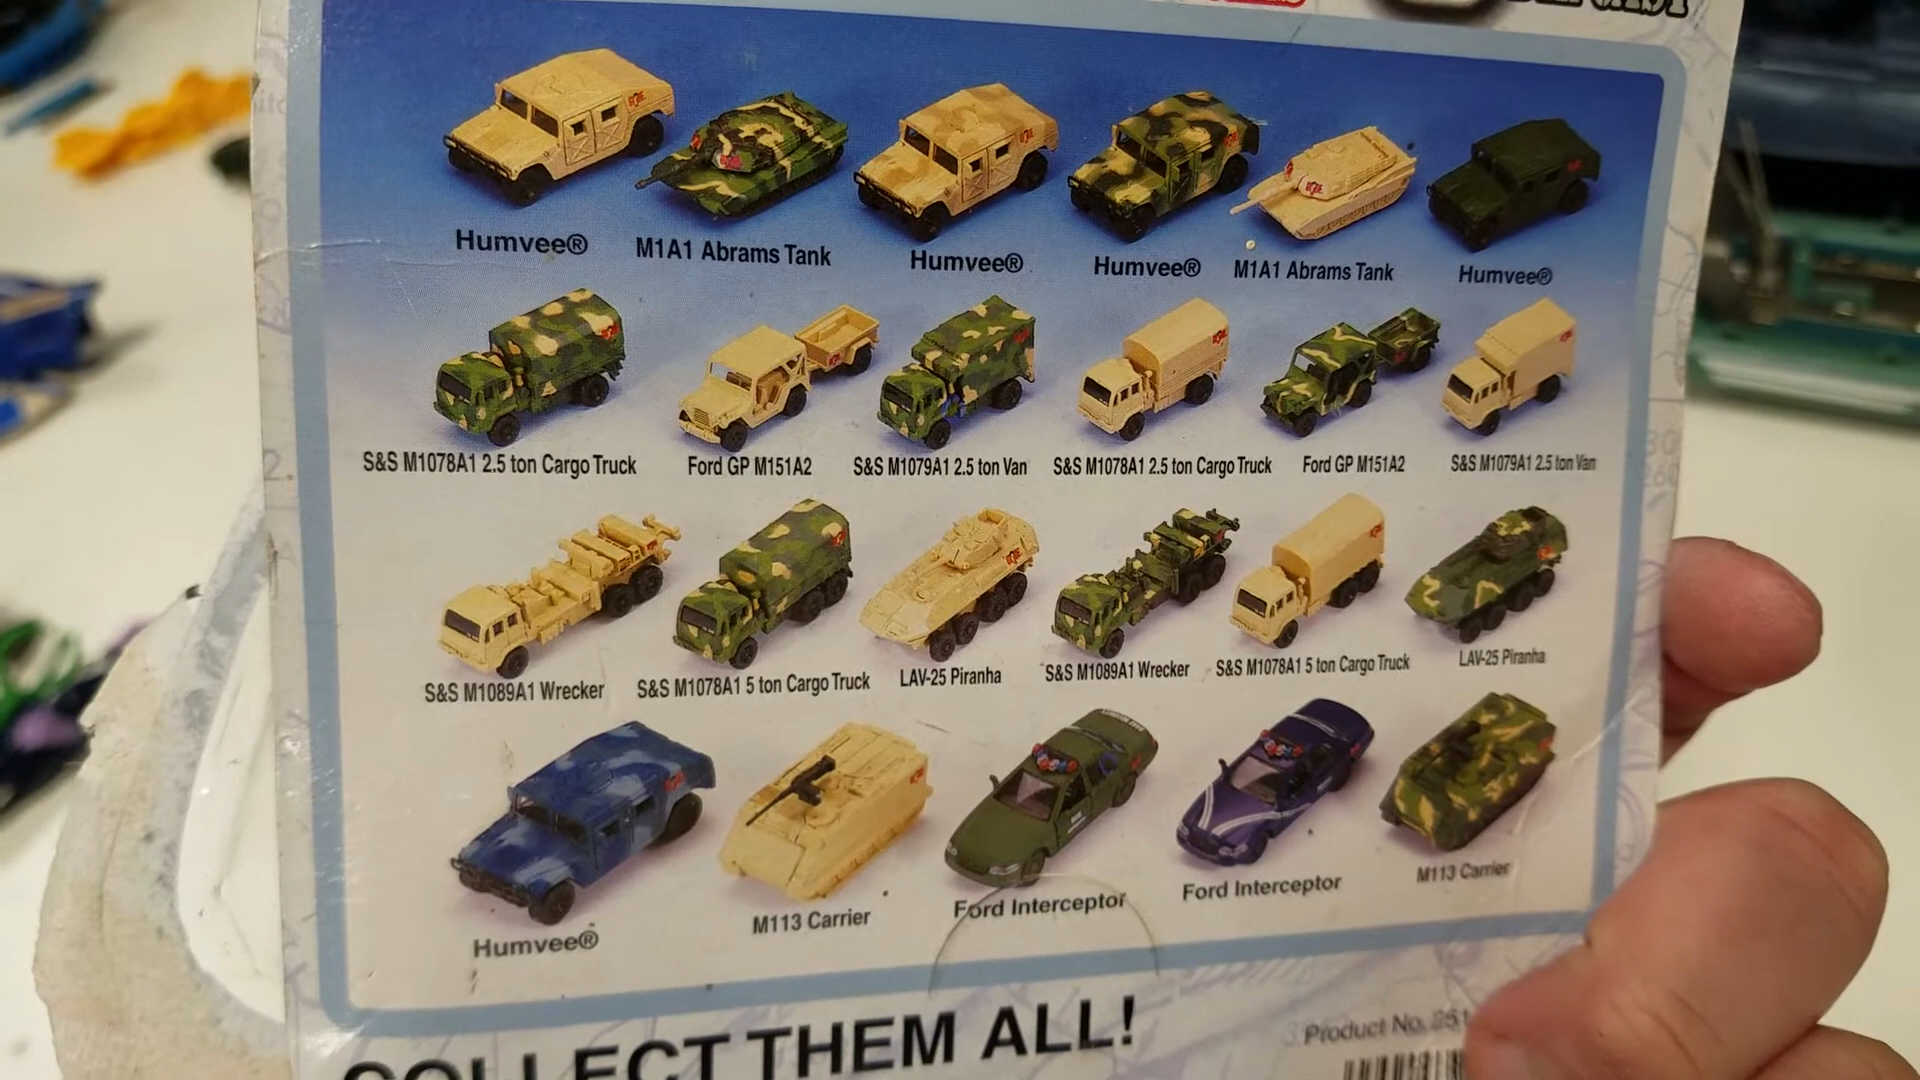 Humvee® M1A1 Abrams Tank Humvee® Humvee® M1A1 Abrams Tank Humvee®
S&S M1078A1 2.5 ton Cargo Truck Ford GP M151A2 S&S M1079A1 2.5 ton Van S&S M1078A1 2.5 ton Cargo Truck Ford GP M151A2 S&S M1079A1 2.5 ton Van
S&S M1089A1 Wrecker S&S M1078A1 5 ton Cargo Truck LAV-25 Piranha S&S M1089A1 Wrecker S&S M1078A1 5 ton Cargo Truck LAV-25 Piranha
Humvee® M113 Carrier Ford Interceptor Ford Interceptor M113 Carrier
COLLECT THEM ALL!
Product No. 251